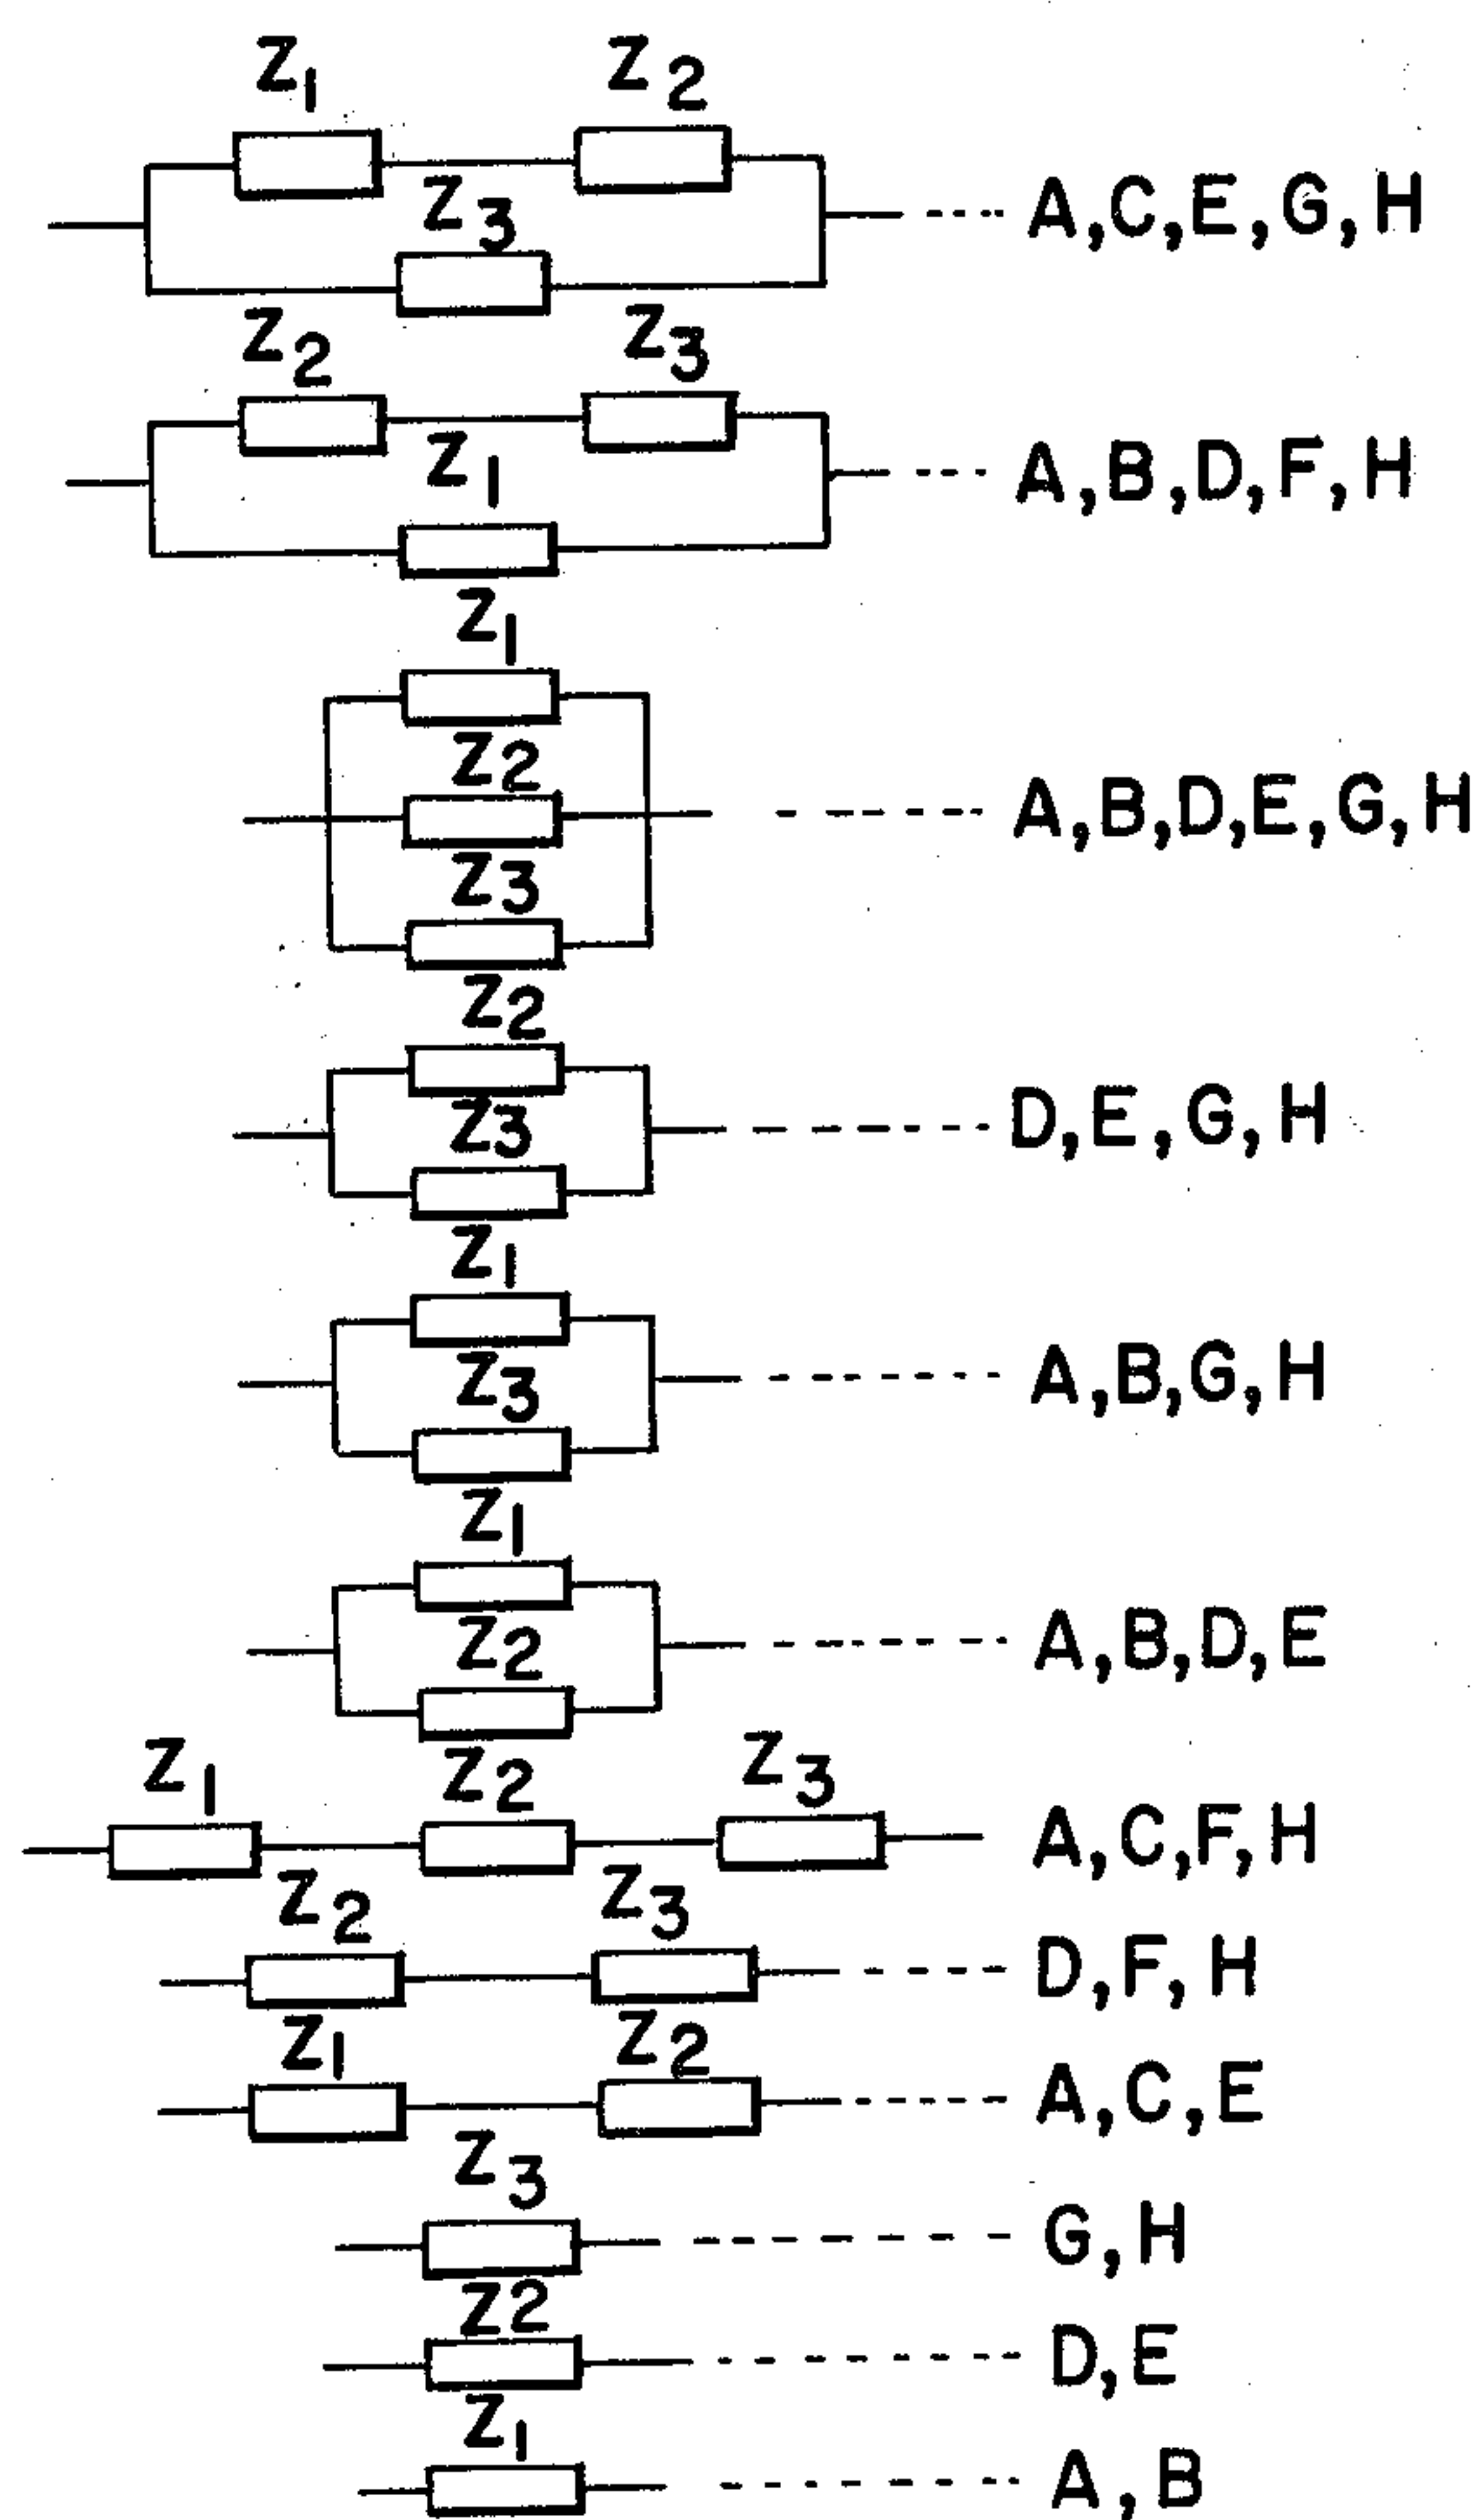 Z1 Z2
Z3 A,C,E,G,H
Z2 Z3
Z1 A,B,D,F,H
Z1
Z2 A,B,D,E,G,H
Z3
Z2
Z3 D,E,G,H
Z1
Z3 A,B,G,H
Z1
Z2 A,B,D,E
Z1 Z2 Z3 A,C,F,H
Z2 Z3 D,F,H
Z1 Z2 A,C,E
Z3 G,H
Z2 D,E
Z1 A,B